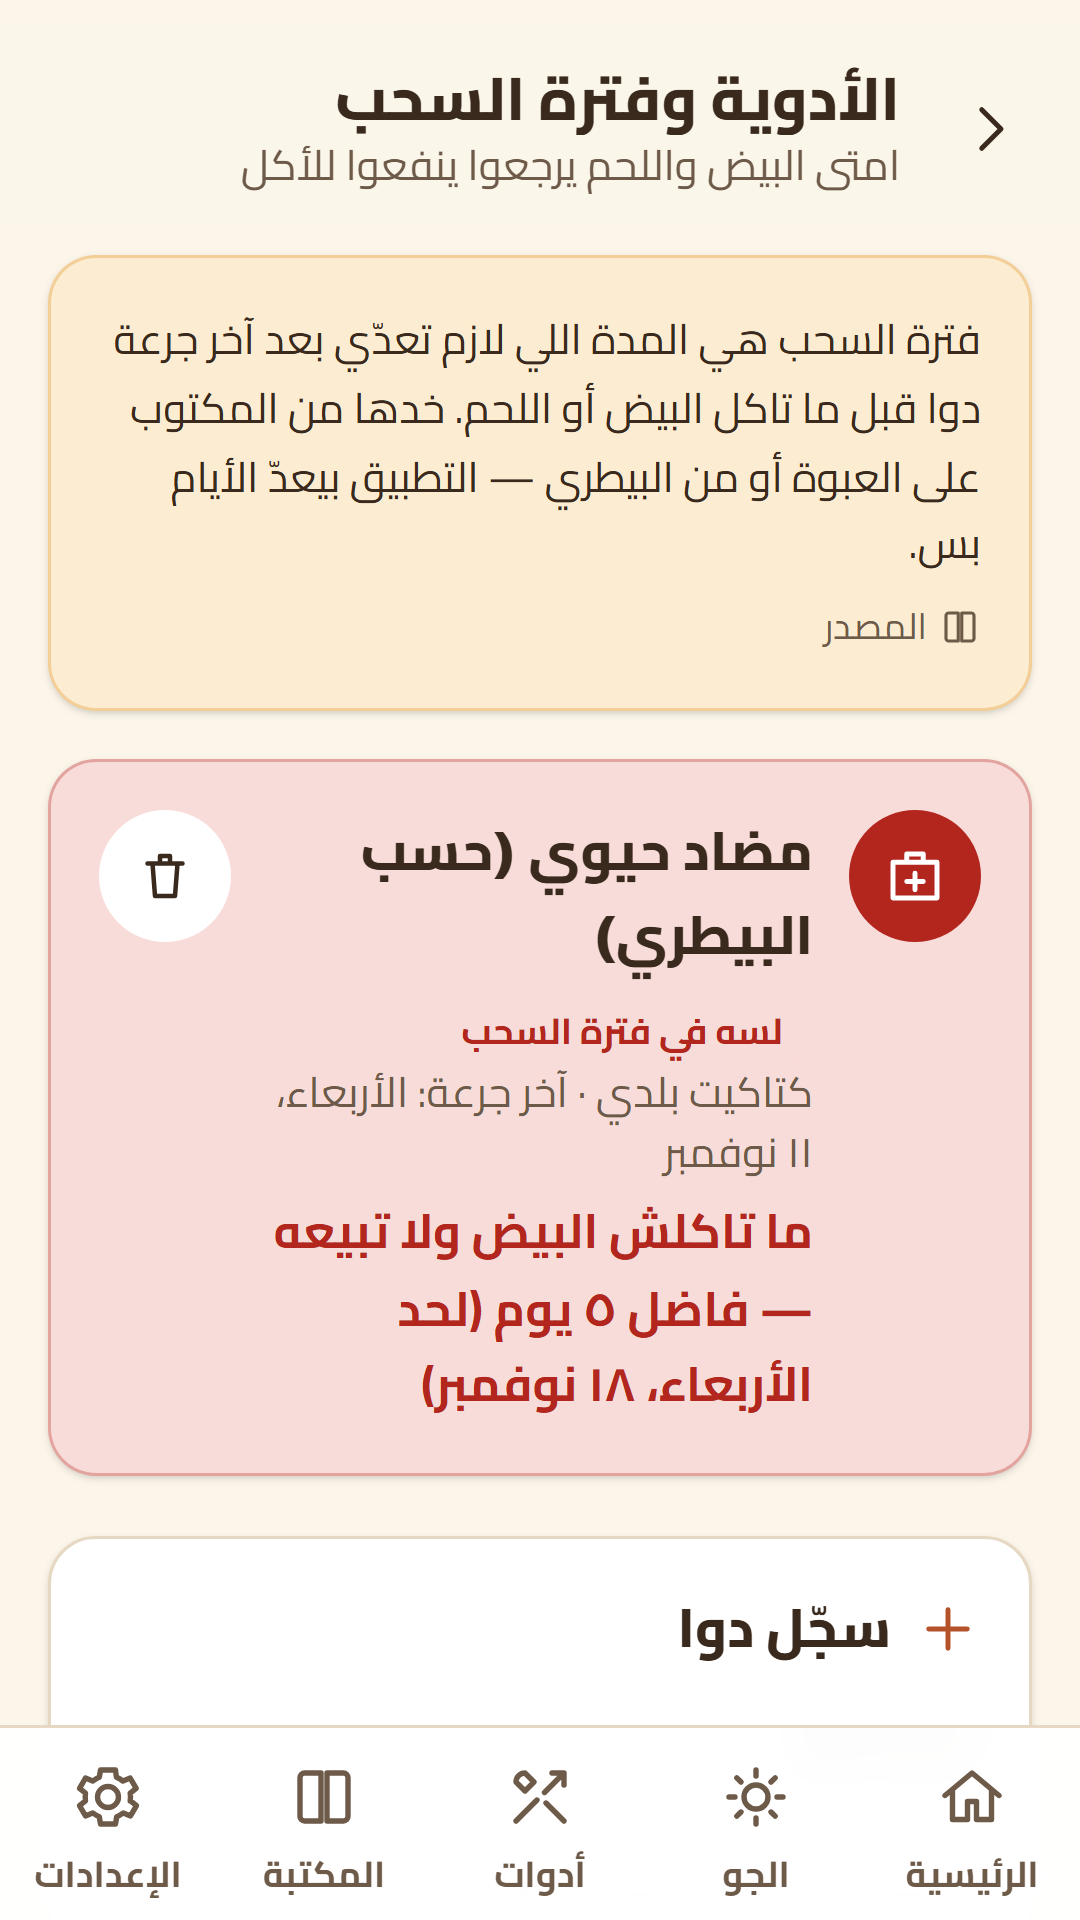 الأدوية وفترة السحب
امتى البيض واللحم يرجعوا ينفعوا للأكل
فترة السحب هي المدة اللي لازم تعدّي بعد آخر جرعة
دوا قبل ما تاكل البيض أو اللحم. خدها من المكتوب
على العبوة أو من البيطري — التطبيق بيعدّ الأيام
بس.
المصدر
مضاد حيوي (حسب
البيطري)
لسه في فترة السحب
كتاكيت بلدي · آخر جرعة: الأربعاء،
١١ نوفمبر
ما تاكلش البيض ولا تبيعه
— فاضل ٥ يوم (لحد
الأربعاء، ١٨ نوفمبر)
سجّل دوا
الرئيسية
الجو
أدوات
المكتبة
الإعدادات